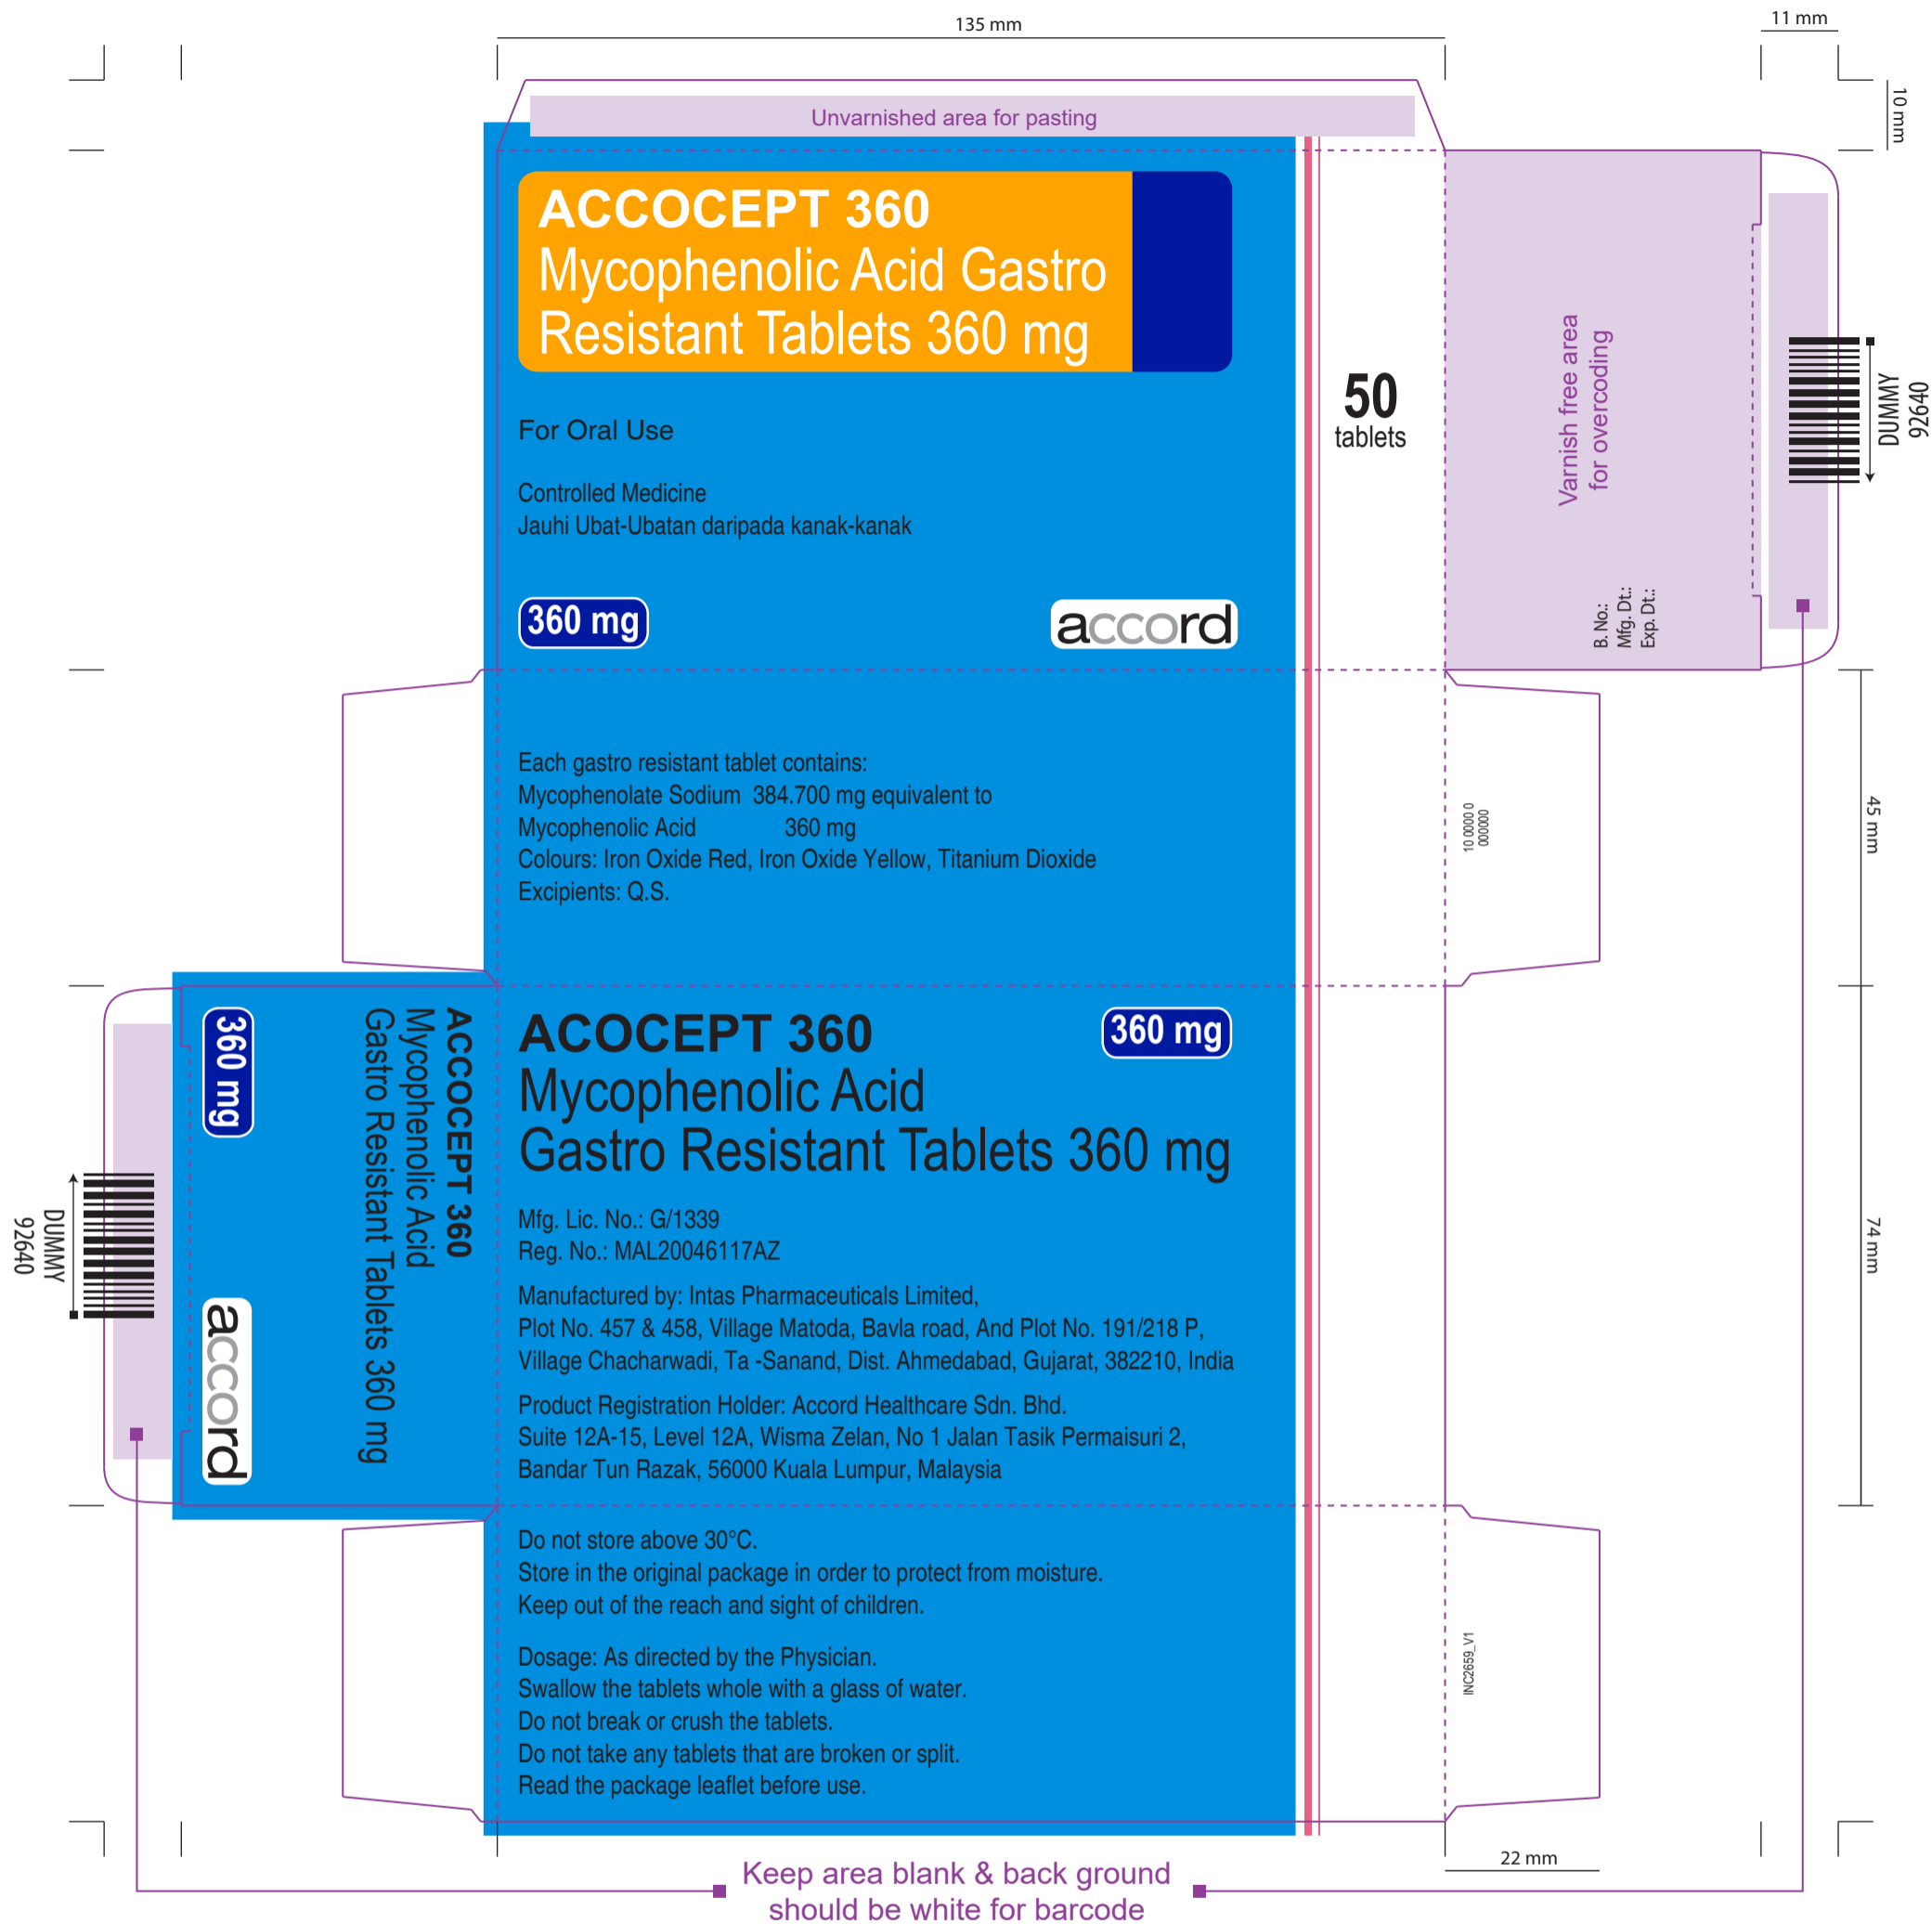 135 mm
11 mm
10 mm
Unvarnished area for pasting
ACCOCEPT 360
Mycophenolic Acid Gastro
Resistant Tablets 360 mg
For Oral Use
Controlled Medicine
Jauhi Ubat-Ubatan daripada kanak-kanak
360 mg
accord
50
tablets
Varnish free area
for overcoding
B. No.:
Mfg. Dt.:
Exp. Dt.:
DUMMY
92640
Each gastro resistant tablet contains:
Mycophenolate Sodium 384.700 mg equivalent to
Mycophenolic Acid 360 mg
Colours: Iron Oxide Red, Iron Oxide Yellow, Titanium Dioxide
Excipients: Q.S.
10 0000 0
000000
45 mm
ACCOCEPT 360
Mycophenolic Acid
Gastro Resistant Tablets 360 mg
360 mg
accord
DUMMY
92640
ACOCEPT 360
Mycophenolic Acid
Gastro Resistant Tablets 360 mg
360 mg
Mfg. Lic. No.: G/1339
Reg. No.: MAL20046117AZ
Manufactured by: Intas Pharmaceuticals Limited,
Plot No. 457 & 458, Village Matoda, Bavla road, And Plot No. 191/218 P,
Village Chacharwadi, Ta -Sanand, Dist. Ahmedabad, Gujarat, 382210, India
Product Registration Holder: Accord Healthcare Sdn. Bhd.
Suite 12A-15, Level 12A, Wisma Zelan, No 1 Jalan Tasik Permaisuri 2,
Bandar Tun Razak, 56000 Kuala Lumpur, Malaysia
74 mm
Do not store above 30°C.
Store in the original package in order to protect from moisture.
Keep out of the reach and sight of children.
Dosage: As directed by the Physician.
Swallow the tablets whole with a glass of water.
Do not break or crush the tablets.
Do not take any tablets that are broken or split.
Read the package leaflet before use.
INC2659_V1
22 mm
Keep area blank & back ground
should be white for barcode